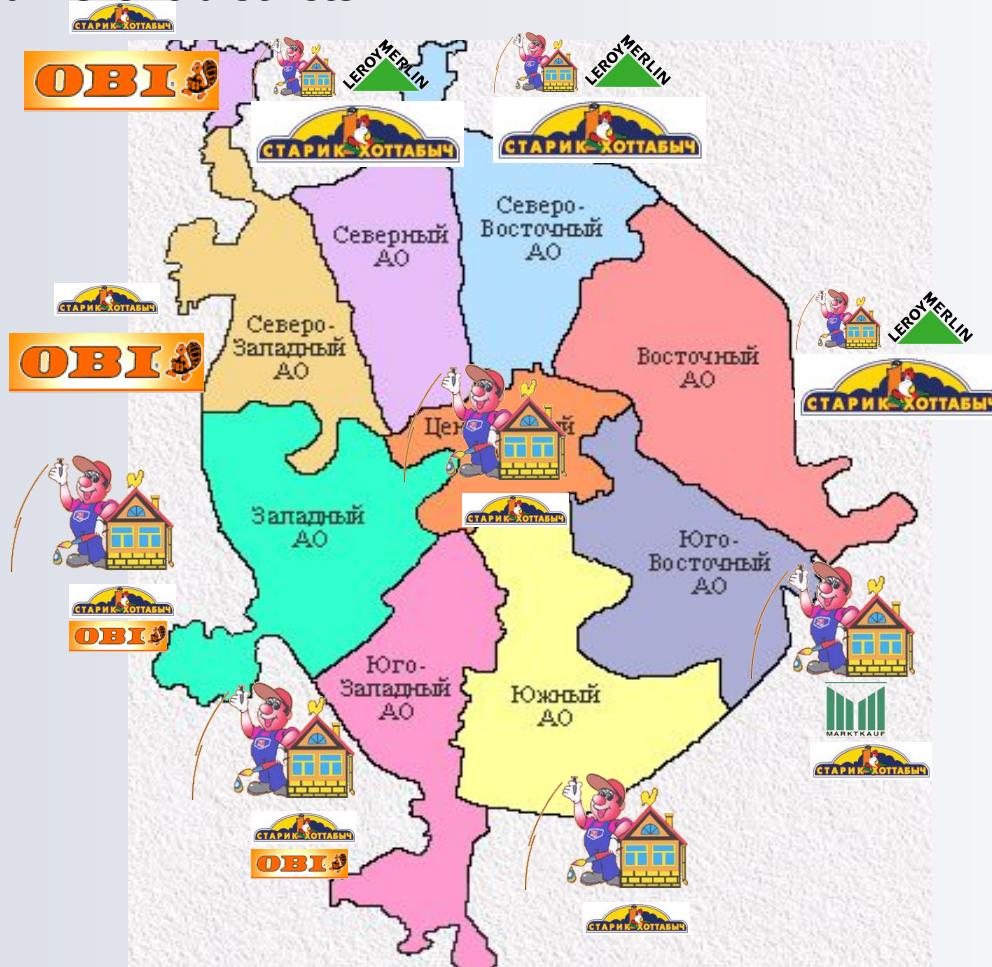 СТАРИК ХОТТАБЫЧ
OBI
LEROY MERLIN
LEROY MERLIN
СТАРИК ХОТТАБЫЧ
СТАРИК ХОТТАБЫЧ
Северный
АО
Северо-
Восточный
АО
СТАРИК ХОТТАБЫЧ
OBI
Северо-
Западный
АО
Восточный
АО
LEROY MERLIN
СТАРИК ХОТТАБЫЧ
СТАРИК ХОТТАБЫЧ
Западный
АО
Юго-
Восточный
АО
СТАРИК ХОТТАБЫЧ
OBI
Юго-
Западный
АО
Южный
АО
MARKTKAUF
СТАРИК ХОТТАБЫЧ
СТАРИК ХОТТАБЫЧ
OBI
СТАРИК ХОТТАБЫЧ